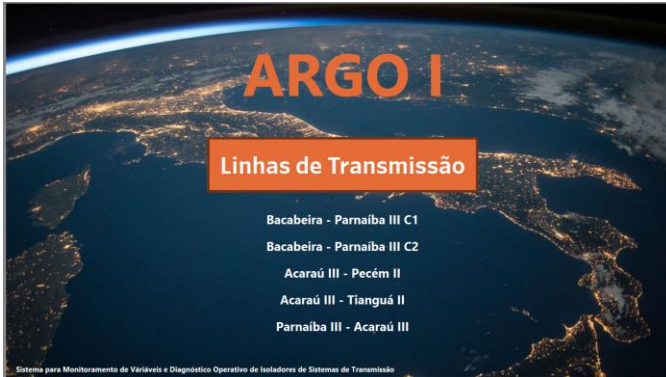 ARGO I
Linhas de Transmissão
Bacabeira - Parnaíba III C1
Bacabeira - Parnaíba III C2
Acaraú III - Pecém II
Acaraú III - Tianguá II
Parnaíba III - Acaraú III
Sistema para Monitoramento de Váriáveis e Diagnóstico Operativo de Isoladores de Sistemas de Transmissão